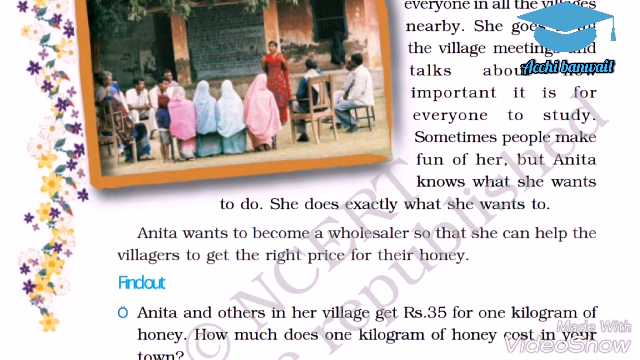 everyone in all the villages
nearby. She goes
the village meetings and
talks about
important it is for
everyone to study.
Sometimes people make
fun of her, but Anita
knows what she wants
to do. She does exactly what she wants to.
Anita wants to become a wholesaler so that she can help the
villagers to get the right price for their honey.
Find out
Anita and others in her village get Rs.35 for one kilogram of
honey. How much does one kilogram of honey cost in your
town?
Acchi banwait
© NCERT
republished
Made With
VideoShow